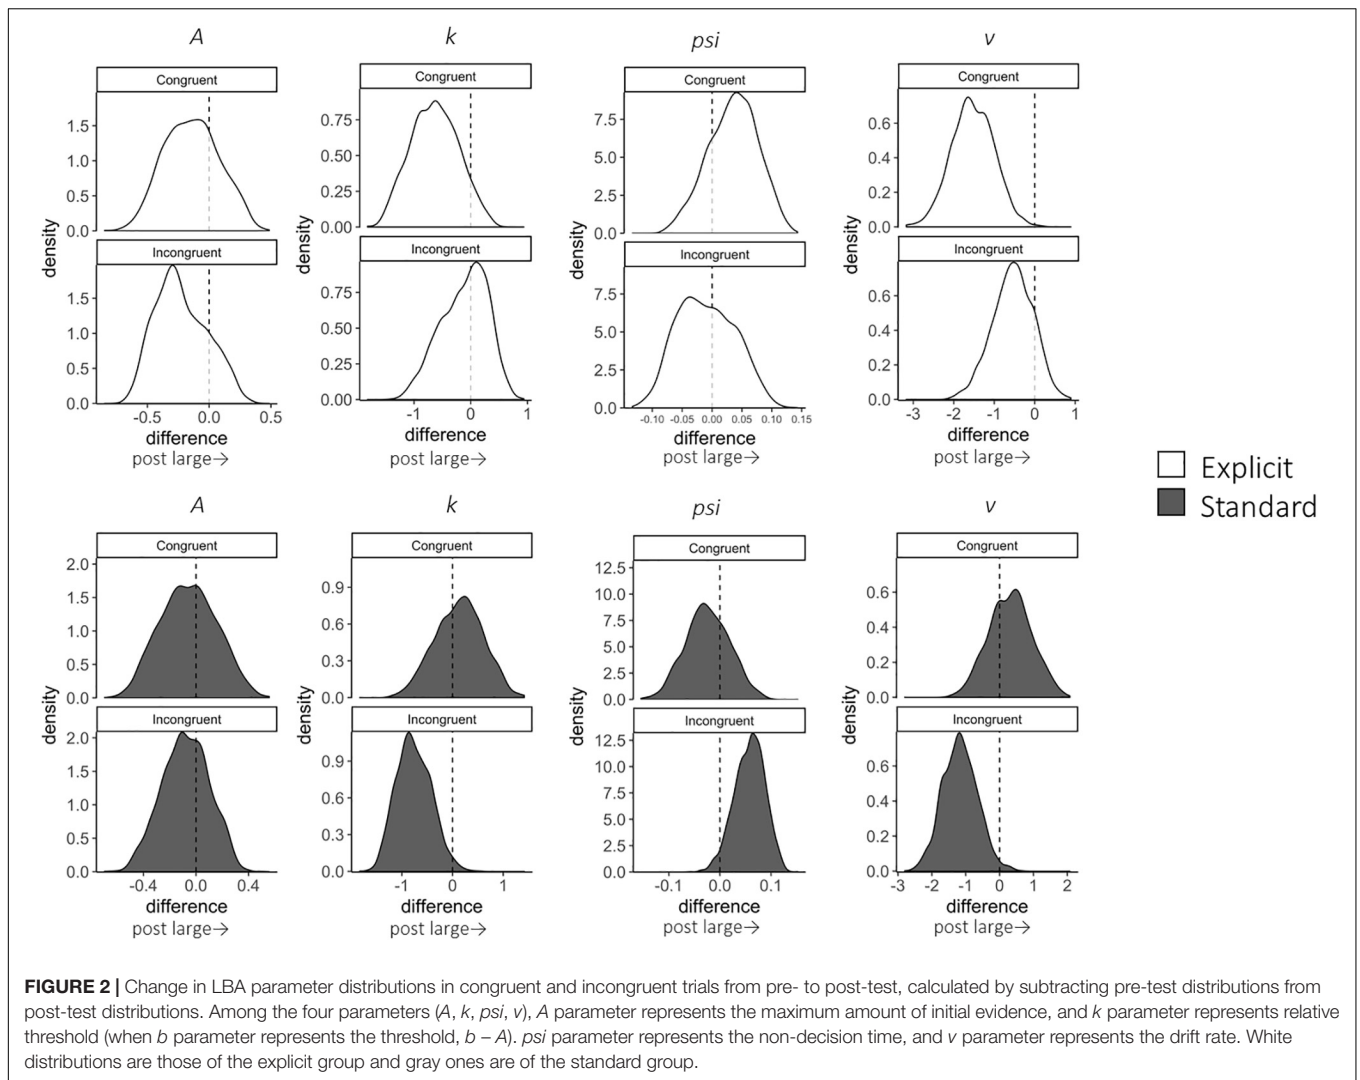 A k psi v
Congruent Congruent Congruent Congruent
1.5 0.75 7.5 0.6
1.0 0.50 5.0 0.4
0.5 0.25 2.5 0.2
0.0 0.00 0.0 0.0
density density density density
Incongruent Incongruent Incongruent Incongruent
1.5 0.75 7.5 0.6
1.0 0.50 5.0 0.4
0.5 0.25 2.5 0.2
0.0 0.00 0.0 0.0
-0.5 0.0 0.5 -1 0 1 -0.10 -0.05 0.00 0.05 0.10 0.15 -3 -2 -1 0 1
difference difference difference difference
post large→ post large→ post large→ post large→
Explicit
Standard
A k psi v
Congruent Congruent Congruent Congruent
2.0 0.9 12.5 0.6
1.5 0.6 10.0 0.4
1.0 0.3 7.5 0.2
0.5 0.0 5.0 0.0
0.0 2.5
0.0
density density density density
Incongruent Incongruent Incongruent Incongruent
2.0 0.9 12.5 0.6
1.5 0.6 10.0 0.4
1.0 0.3 7.5 0.2
0.5 0.0 5.0 0.0
0.0 2.5
0.0
-0.4 0.0 0.4 -1 0 1 -0.1 0.0 0.1 -3 -2 -1 0 1 2
difference difference difference difference
post large→ post large→ post large→ post large→
FIGURE 2 | Change in LBA parameter distributions in congruent and incongruent trials from pre- to post-test, calculated by subtracting pre-test distributions from
post-test distributions. Among the four parameters (A, k, psi, v), A parameter represents the maximum amount of initial evidence, and k parameter represents relative
threshold (when b parameter represents the threshold, b – A). psi parameter represents the non-decision time, and v parameter represents the drift rate. White
distributions are those of the explicit group and gray ones are of the standard group.